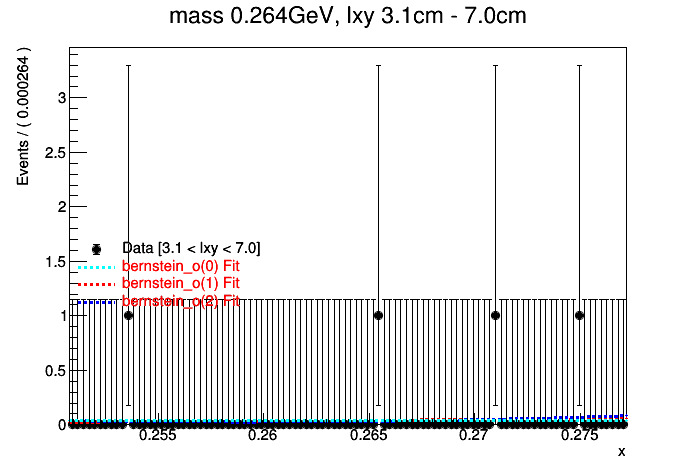 mass 0.264GeV, lxy 3.1cm - 7.0cm
Events / ( 0.000264 )
3
2.5
2
1.5
1
0.5
0
Data [3.1 < lxy < 7.0]
bernstein_o(0) Fit
bernstein_o(1) Fit
bernstein_o(2) Fit
0.255 0.26 0.265 0.27 0.275
x